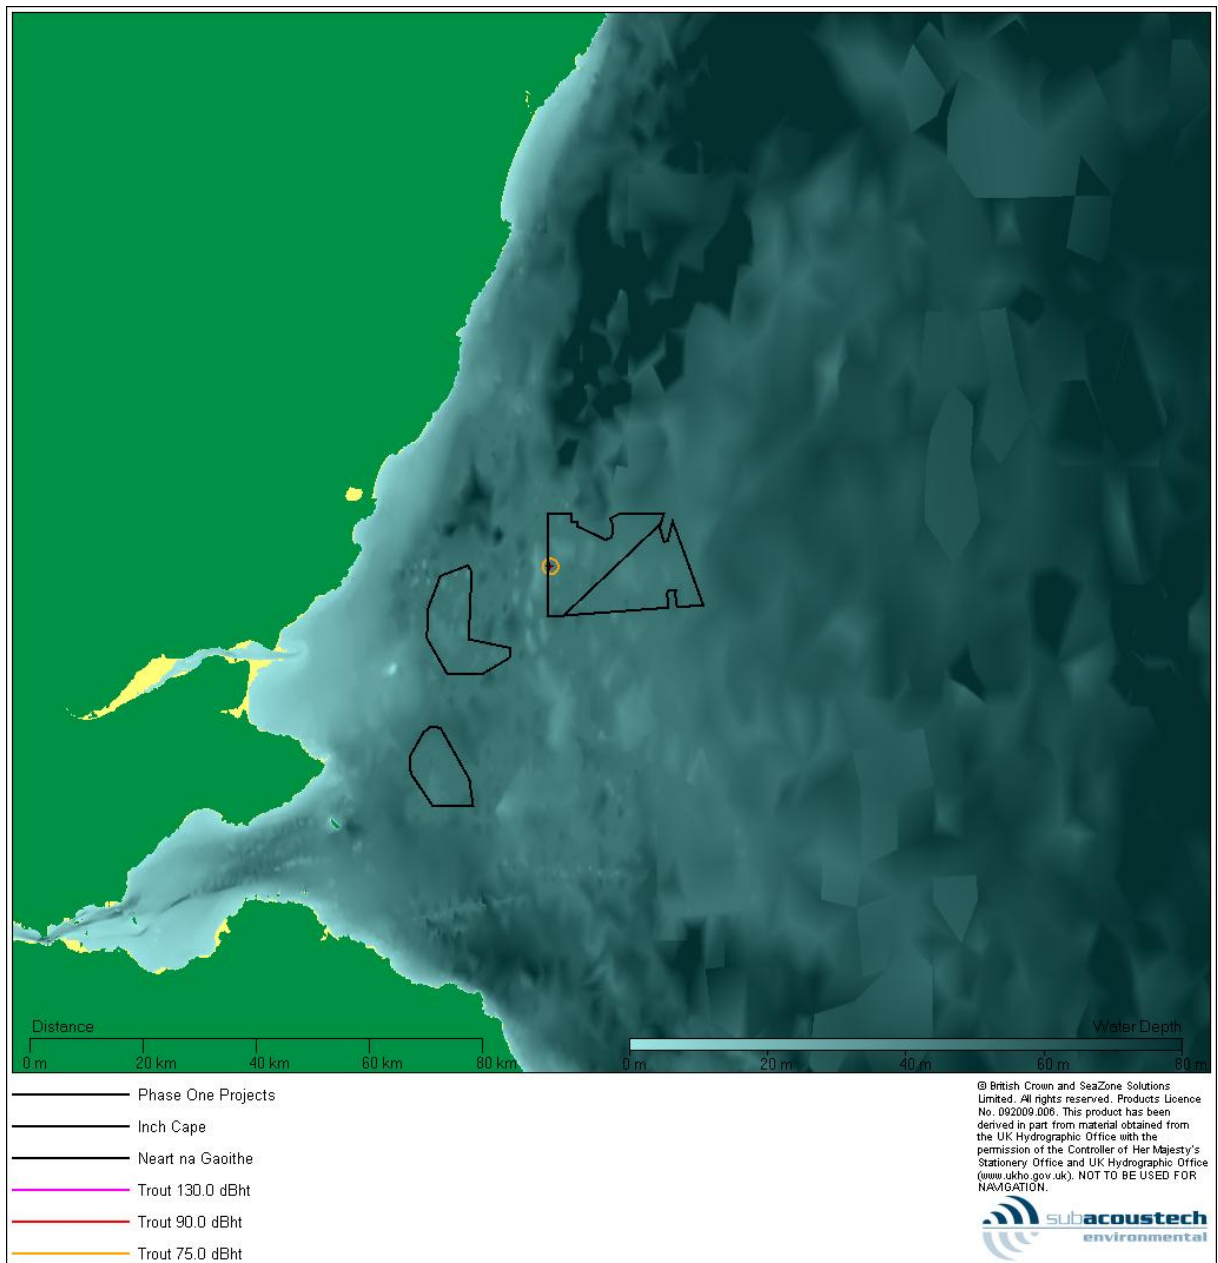 Distance
0 m 20 km 40 km 60 km 80 km
Water Depth
0 m 20 m 40 m 60 m 80 m
Phase One Projects
Inch Cape
Neart na Gaoithe
Trout 130.0 dBht
Trout 90.0 dBht
Trout 75.0 dBht
© British Crown and SeaZone Solutions
Limited. All rights reserved. Products Licence
No. 092009.006. This product has been
derived in part from material obtained from
the UK Hydrographic Office with the
permission of the Controller of Her Majesty's
Stationery Office and UK Hydrographic Office
(www.ukho.gov.uk). NOT TO BE USED FOR
NAVIGATION.
subacoustech
environmental